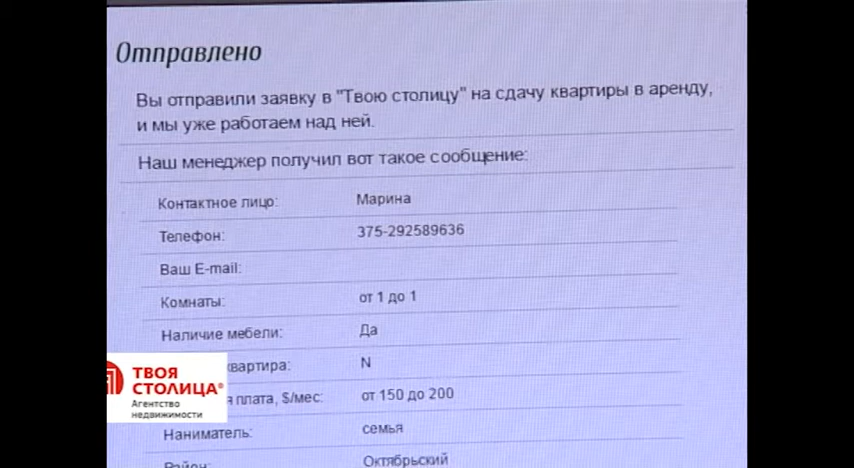 Отправлено
Вы отправили заявку в "Твою столицу" на сдачу квартиры в аренду,
и мы уже работаем над ней.
Наш менеджер получил вот такое сообщение:
Контактное лицо: Марина
Телефон: 375-292589636
Ваш E-mail:
Комнаты: от 1 до 1
Наличие мебели: Да
квартира: N
плата, $/мес: от 150 до 200
Наниматель: семья
Район: Октябрьский
ТВОЯ
СТОЛИЦА®
Агентство
недвижимости